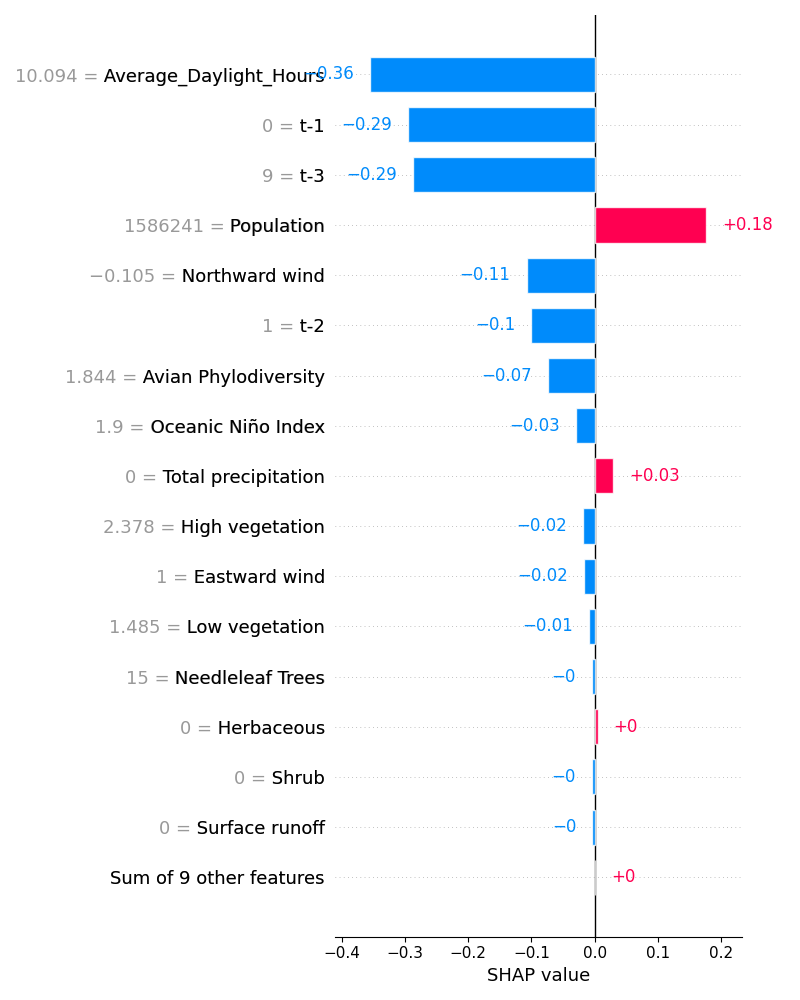 10.094 = Average_Daylight_Hours −0.36
0 = t-1 −0.29
9 = t-3 −0.29
1586241 = Population +0.18
−0.105 = Northward wind −0.11
1 = t-2 −0.1
1.844 = Avian Phylodiversity −0.07
1.9 = Oceanic Niño Index −0.03
0 = Total precipitation +0.03
2.378 = High vegetation −0.02
1 = Eastward wind −0.02
1.485 = Low vegetation −0.01
15 = Needleleaf Trees −0
0 = Herbaceous +0
0 = Shrub −0
0 = Surface runoff −0
Sum of 9 other features +0
−0.4 −0.3 −0.2 −0.1 0.0 0.1 0.2
SHAP value